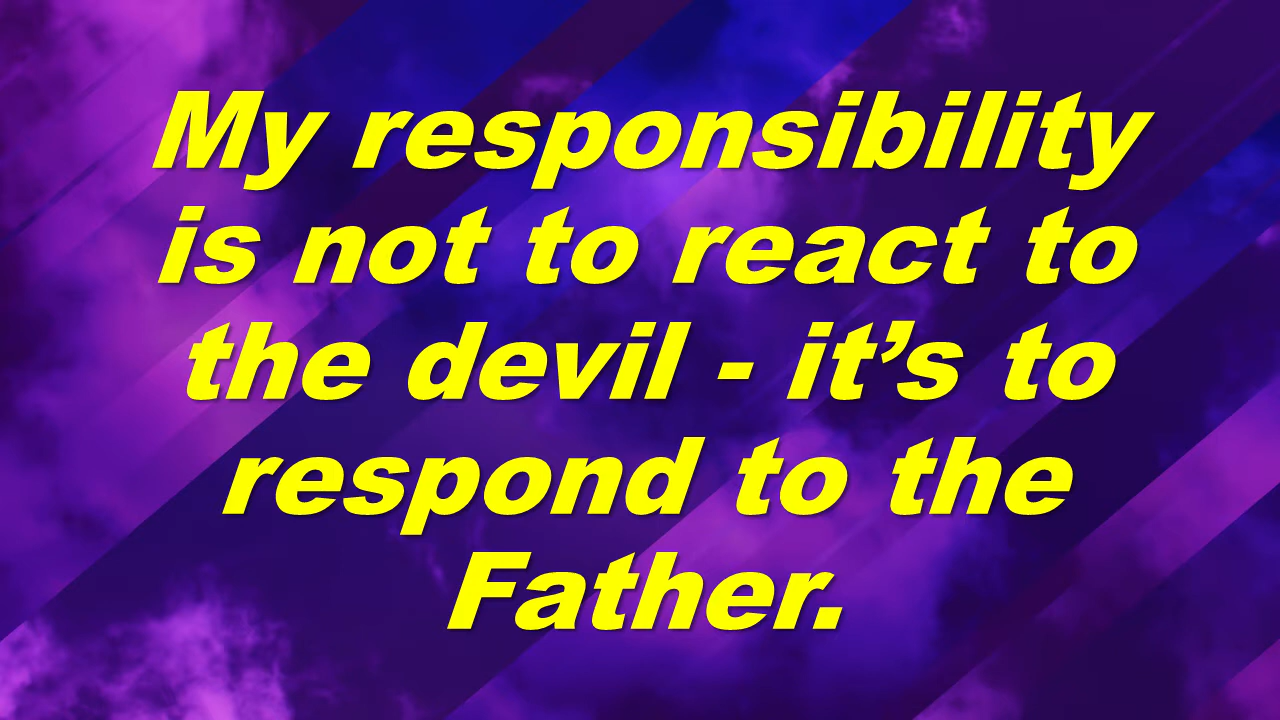 My responsibility
is not to react to
the devil - it’s to
respond to the
Father.